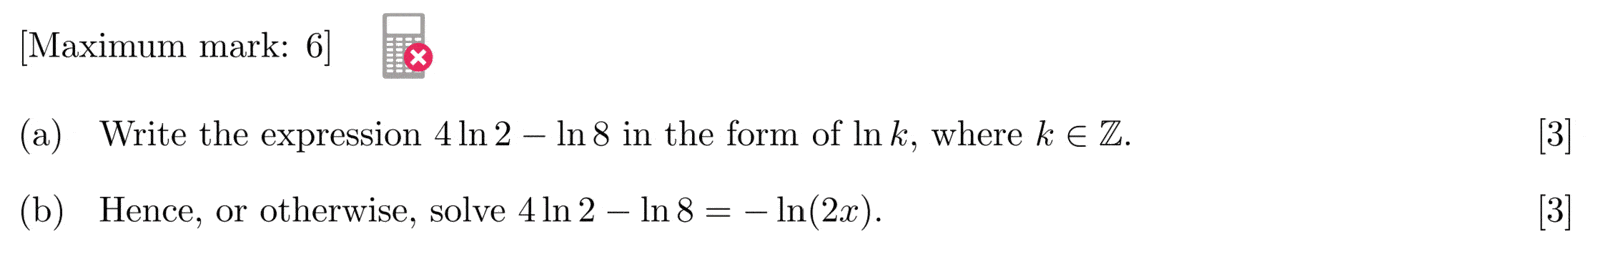 [Maximum mark: 6]
(a) Write the expression 4 ln 2 − ln 8 in the form of ln k, where k ∈ ℤ. [3]
(b) Hence, or otherwise, solve 4 ln 2 − ln 8 = − ln(2x). [3]